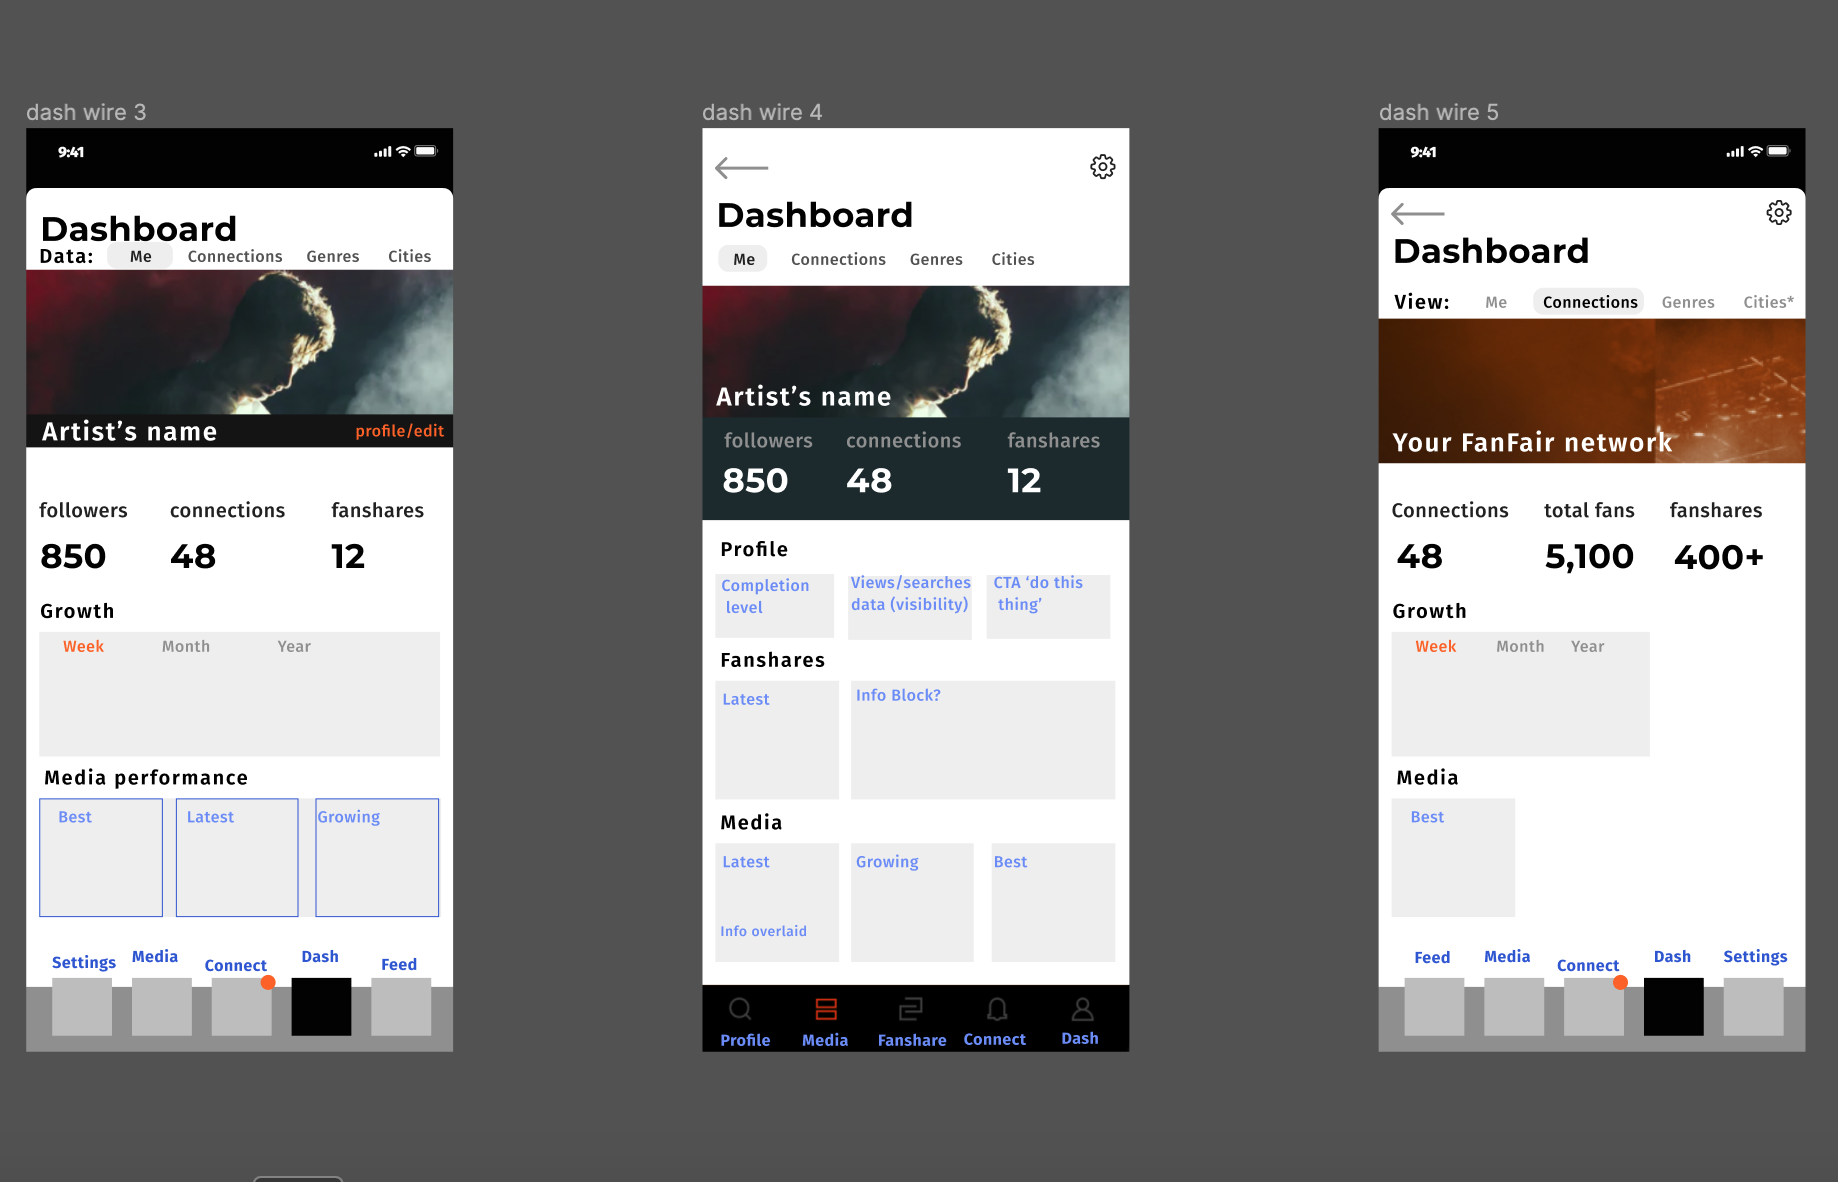 dash wire 3
9:41
Dashboard
Data: Me Connections Genres Cities
Artist's name profile/edit
followers connections fanshares
850 48 12
Growth
Week Month Year
Media performance
Best Latest Growing
Settings Media Connect Dash Feed
dash wire 4
Dashboard
Me Connections Genres Cities
Artist's name
followers connections fanshares
850 48 12
Profile
Completion level
Views/searches data (visibility)
CTA ‘do this thing’
Fanshares
Latest Info Block?
Media
Latest Growing Best
Info overlaid
Profile Media Fanshare Connect Dash
dash wire 5
9:41
Dashboard
View: Me Connections Genres Cities*
Your FanFair network
Connections total fans fanshares
48 5,100 400+
Growth
Week Month Year
Media
Best
Feed Media Connect Dash Settings